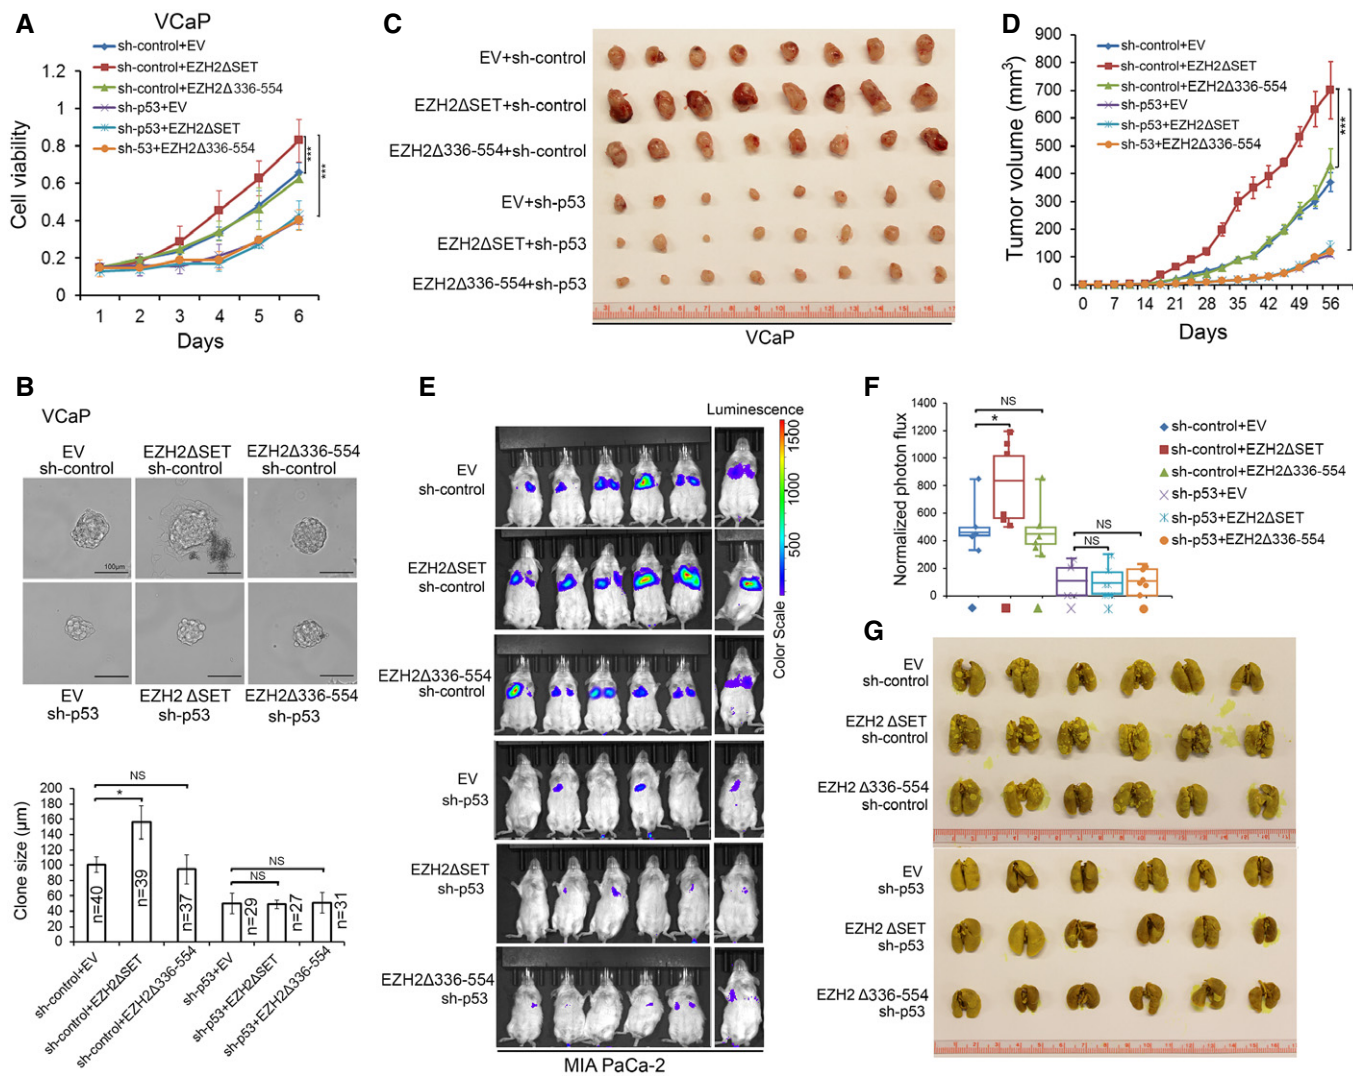 A
VCaP
sh-control+EV
sh-control+EZH2ΔSET
sh-control+EZH2Δ336-554
sh-p53+EV
sh-p53+EZH2ΔSET
sh-53+EZH2Δ336-554
Cell viability
1.2
1
0.8
0.6
0.4
0.2
0
1 2 3 4 5 6
Days
***
***
B
VCaP
EV sh-control
EZH2ΔSET sh-control
EZH2Δ336-554 sh-control
100μm
EV sh-p53
EZH2 ΔSET sh-p53
EZH2Δ336-554 sh-p53
NS
*
NS
NS
Clone size (μm)
200
180
160
140
120
100
80
60
40
20
0
n=40 n=39 n=37 n=29 n=27 n=31
sh-control+EV
sh-control+EZH2ΔSET
sh-control+EZH2Δ336-554
sh-p53+EV
sh-p53+EZH2ΔSET
sh-p53+EZH2Δ336-554
C
EV+sh-control
EZH2ΔSET+sh-control
EZH2Δ336-554+sh-control
EV+sh-p53
EZH2ΔSET+sh-p53
EZH2Δ336-554+sh-p53
VCaP
D
sh-control+EV
sh-control+EZH2ΔSET
sh-control+EZH2Δ336-554
sh-p53+EV
sh-p53+EZH2ΔSET
sh-53+EZH2Δ336-554
Tumor volume (mm³)
900
800
700
600
500
400
300
200
100
0
0 7 14 21 28 35 42 49 56
Days
***
***
E
Luminescence
1500
1000
500
Color Scale
EV
sh-control
EZH2ΔSET
sh-control
EZH2Δ336-554
sh-control
EV
sh-p53
EZH2ΔSET
sh-p53
EZH2Δ336-554
sh-p53
MIA PaCa-2
F
Normalized photon flux
1400
1200
1000
800
600
400
200
0
NS
*
NS
NS
sh-control+EV
sh-control+EZH2ΔSET
sh-control+EZH2Δ336-554
sh-p53+EV
sh-p53+EZH2ΔSET
sh-p53+EZH2Δ336-554
G
EV
sh-control
EZH2 ΔSET
sh-control
EZH2 Δ336-554
sh-control
EV
sh-p53
EZH2 ΔSET
sh-p53
EZH2 Δ336-554
sh-p53